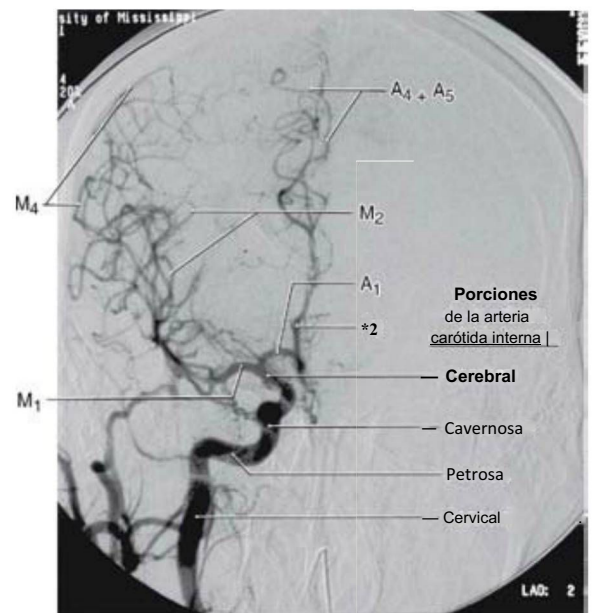 sity of Mississippi
1
4
20%
A
A₄ + A₅
M₄
M₂
A₁
*2
Porciones
de la arteria
carótida interna |
— Cerebral
M₁
— Cavernosa
Petrosa
— Cervical
LAO: 2